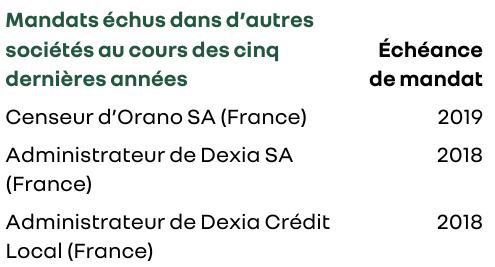 Mandats échus dans d’autres
sociétés au cours des cinq Échéance
dernières années de mandat
Censeur d’Orano SA (France) 2019
Administrateur de Dexia SA 2018
(France)
Administrateur de Dexia Crédit 2018
Local (France)